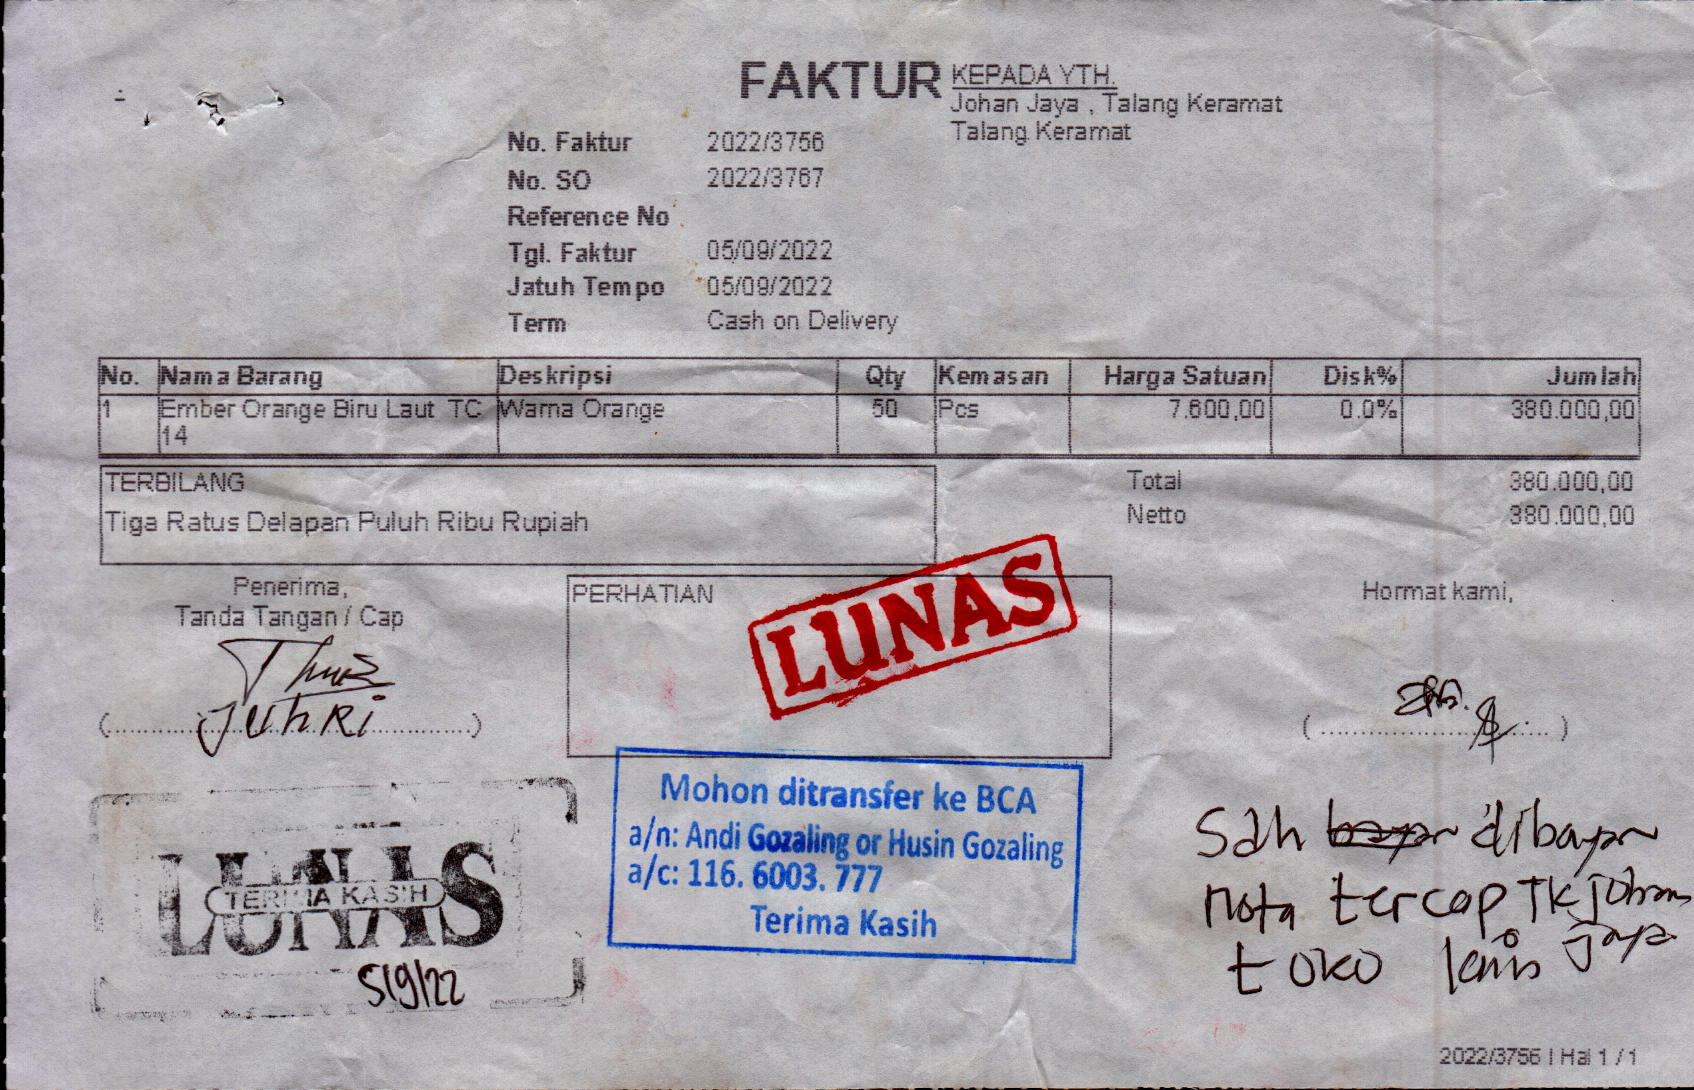 FAKTUR
KEPADA YTH.
Johan Jaya , Talang Keramat
Talang Keramat
No. Faktur 2022/3756
No. SO 2022/3767
Reference No
Tgl. Faktur 05/09/2022
Jatuh Tempo 05/09/2022
Term Cash on Delivery
No. Nama Barang Deskripsi Qty Kemasan Harga Satuan Disk% Jumlah
1 Ember Orange Biru Laut TC Warna Orange 50 Pcs 7.600,00 0.0% 380.000,00
14
TERBILANG
Tiga Ratus Delapan Puluh Ribu Rupiah
Total 380.000,00
Netto 380.000,00
Penerima,
Tanda Tangan / Cap
JUHRI
PERHATIAN
LUNAS
Hormat kami,
Mohon ditransfer ke BCA
a/n: Andi Gozaling or Husin Gozaling
a/c: 116. 6003. 777
Terima Kasih
LUNAS
TERIMA KASIH
5/9/22
Sah dibayar
nota tercap TK Johan
Jaya
toko
2022/3756 | Hal 1 / 1